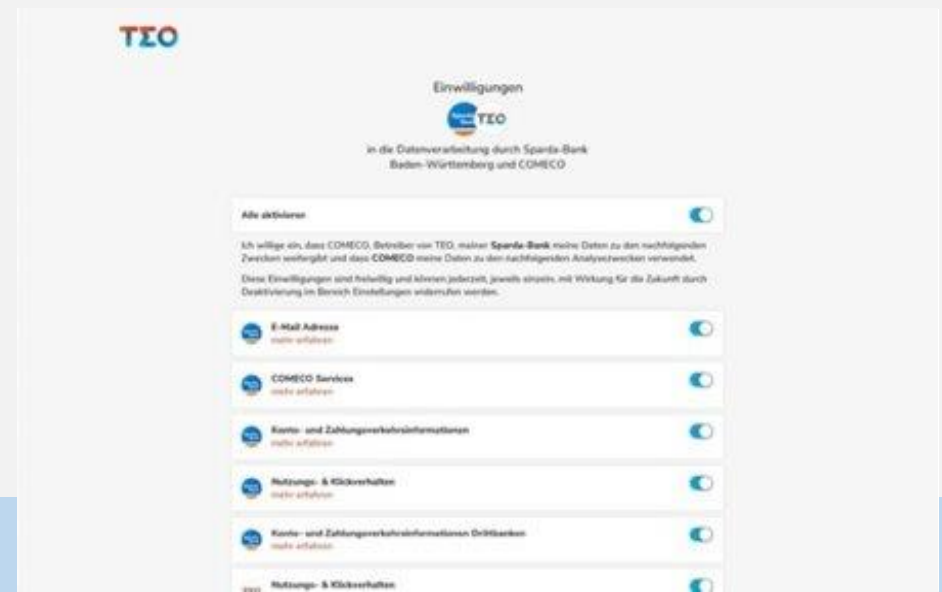 TΣO
Einwilligungen
TEO
in die Datenverarbeitung durch Sparda-Bank
Baden-Württemberg und COMECO
Alle aktivieren
Ich willige ein, dass COMECO, Betreiber von TEO, meiner Sparda-Bank meine Daten zu den nachfolgenden
Zwecken weitergibt und dass COMECO meine Daten zu den nachfolgenden Analysezwecken verwendet.
Diese Einwilligungen sind freiwillig und können jederzeit, jeweils einzeln, mit Wirkung für die Zukunft durch
Deaktivierung im Bereich Einstellungen widerrufen werden.
E-Mail Adresse
mehr erfahren
COMECO Services
mehr erfahren
Konto- und Zahlungsverkehrsinformationen
mehr erfahren
Nutzungs- & Klickverhalten
mehr erfahren
Konto- und Zahlungsverkehrsinformationen Drittbanken
mehr erfahren
Nutzungs- & Klickverhalten